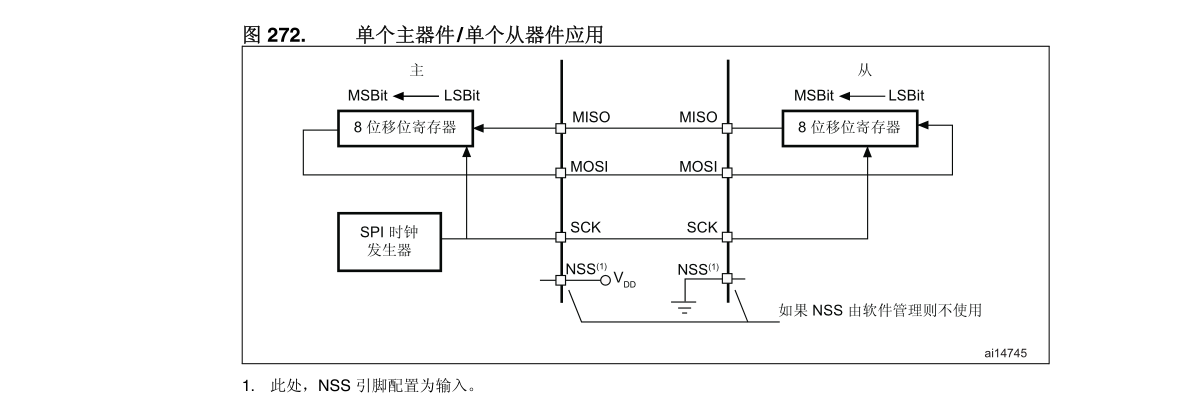 图 272. 单个主器件/单个从器件应用
主 从
MSBit LSBit MSBit LSBit
8 位移位寄存器 MISO MISO 8 位移位寄存器
MOSI MOSI
SPI 时钟
发生器
SCK SCK
NSS(1) VDD NSS(1)
如果 NSS 由软件管理则不使用
ai14745
1. 此处，NSS 引脚配置为输入。